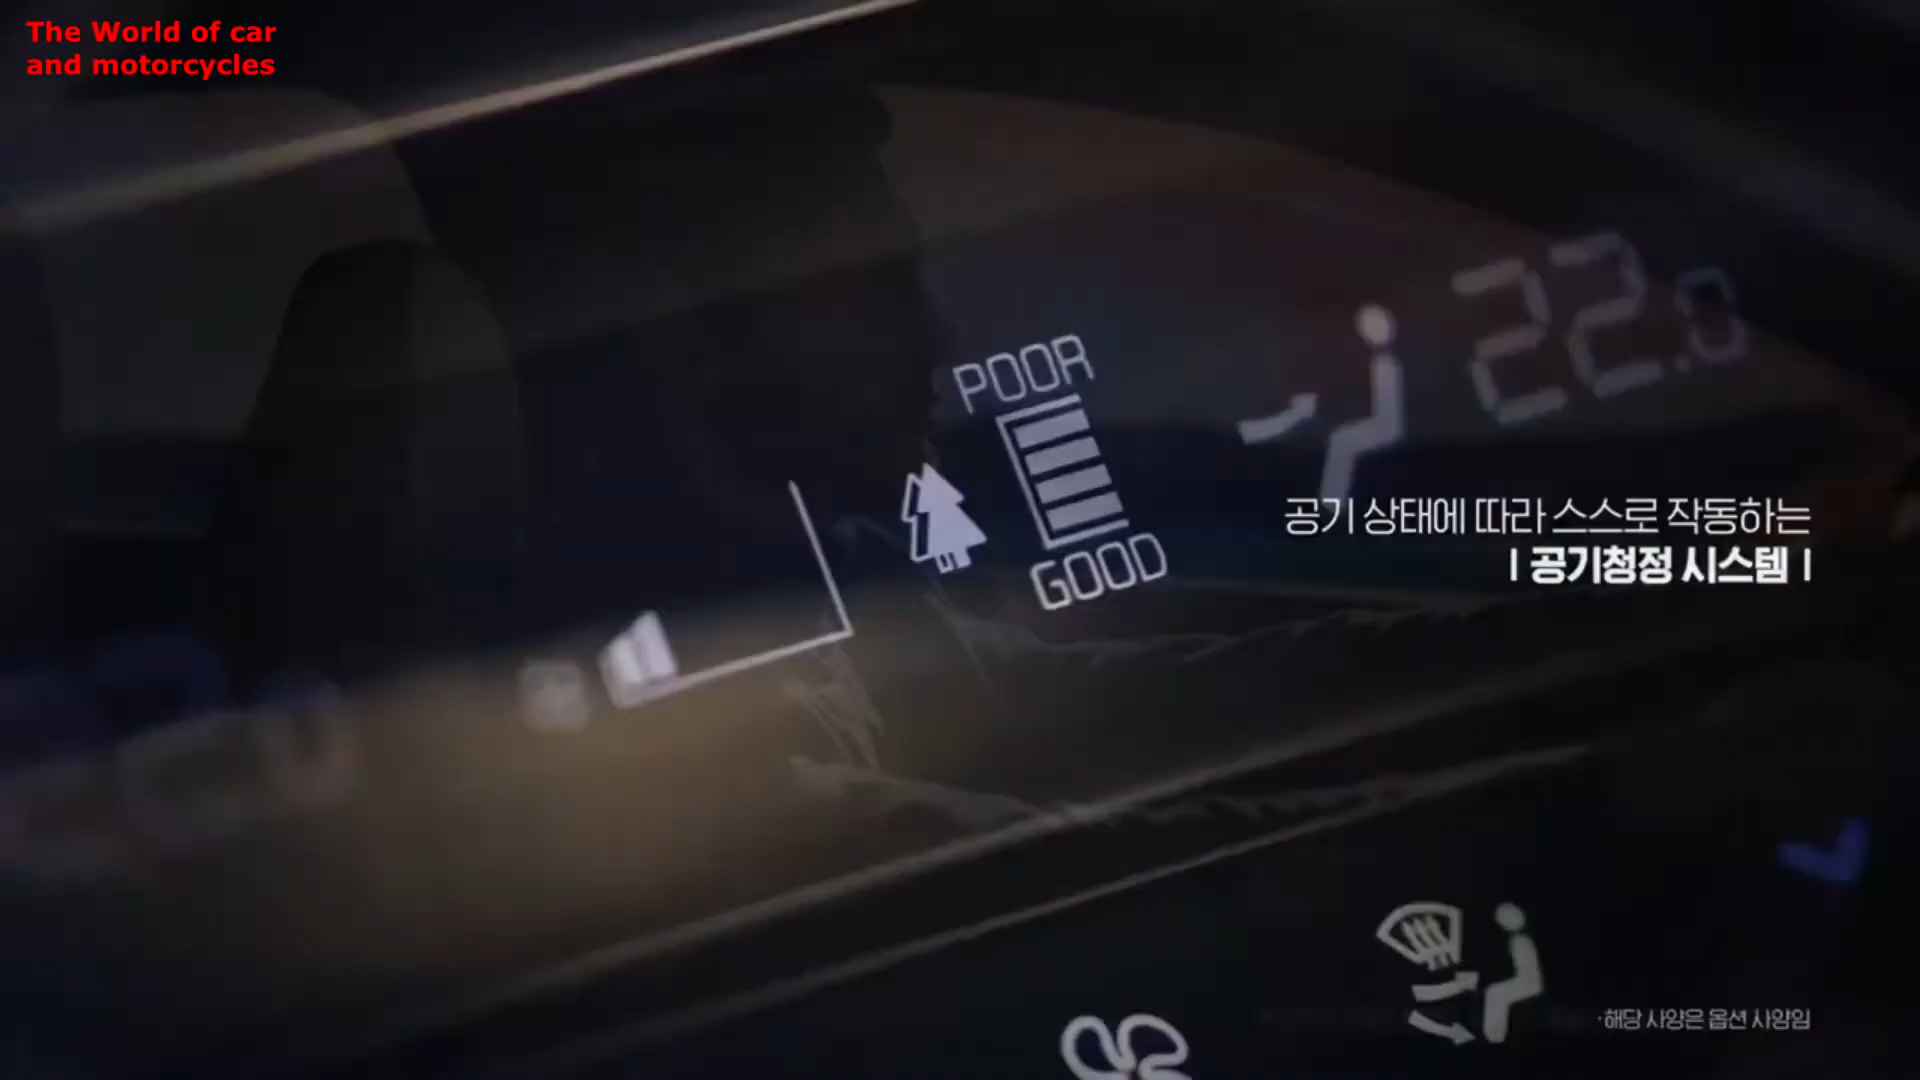 The World of car
and motorcycles
POOR
GOOD
22.0
공기 상태에 따라 스스로 작동하는
| 공기청정 시스템 |
·해당 사양은 옵션 사양임